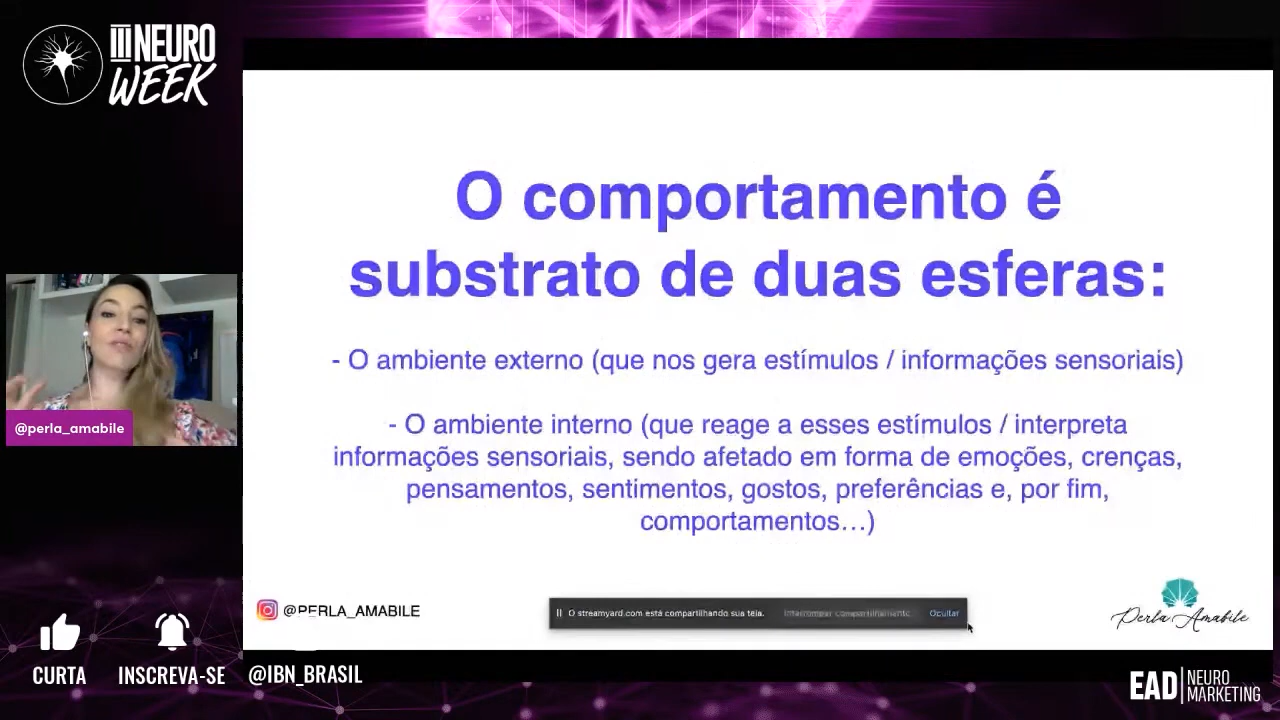 III NEURO
WEEK
O comportamento é
substrato de duas esferas:
- O ambiente externo (que nos gera estímulos / informações sensoriais)
- O ambiente interno (que reage a esses estímulos / interpreta
informações sensoriais, sendo afetado em forma de emoções, crenças,
pensamentos, sentimentos, gostos, preferências e, por fim,
comportamentos…)
@perla_amabile
@PERLA_AMABILE
O streamyard.com está compartilhando sua tela. Interromper compartilhamento Ocultar
Perla Amabile
CURTA
INSCREVA-SE
@IBN_BRASIL
EAD NEURO
MARKETING